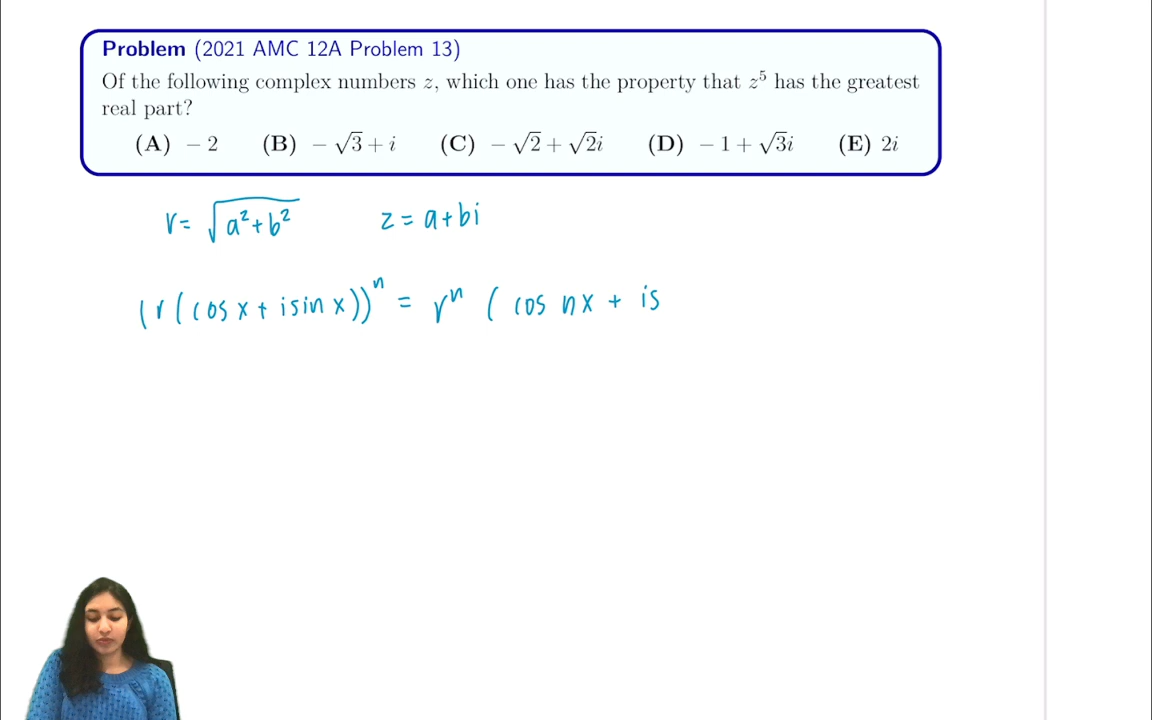 Problem (2021 AMC 12A Problem 13)
Of the following complex numbers z, which one has the property that z⁵ has the greatest
real part?
(A) − 2 (B) − √3 + i (C) − √2 + √2i (D) − 1 + √3i (E) 2i
r = √(a² + b²) z = a + bi
(r(cos x + i sin x))ⁿ = rⁿ ( cos nx + is